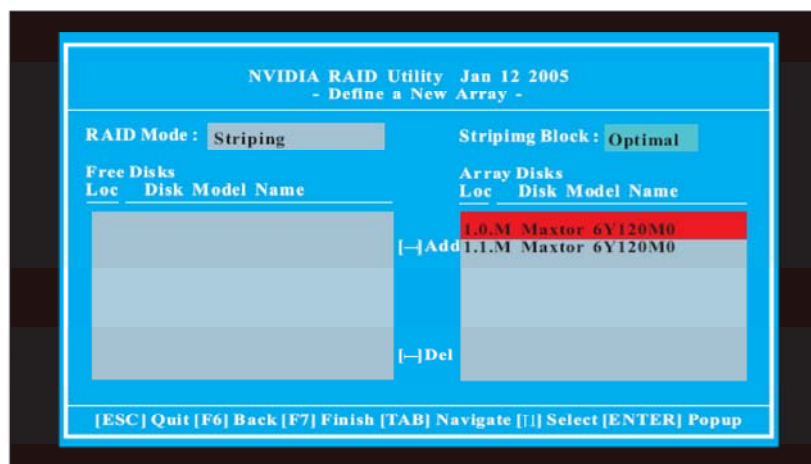 NVIDIA RAID Utility Jan 12 2005
- Define a New Array -
RAID Mode : Striping
Stripimg Block : Optimal
Free Disks
Loc Disk Model Name
Array Disks
Loc Disk Model Name
[—]Add
1.0.M Maxtor 6Y120M0
1.1.M Maxtor 6Y120M0
[—]Del
[ESC] Quit [F6] Back [F7] Finish [TAB] Navigate [↑↓] Select [ENTER] Popup